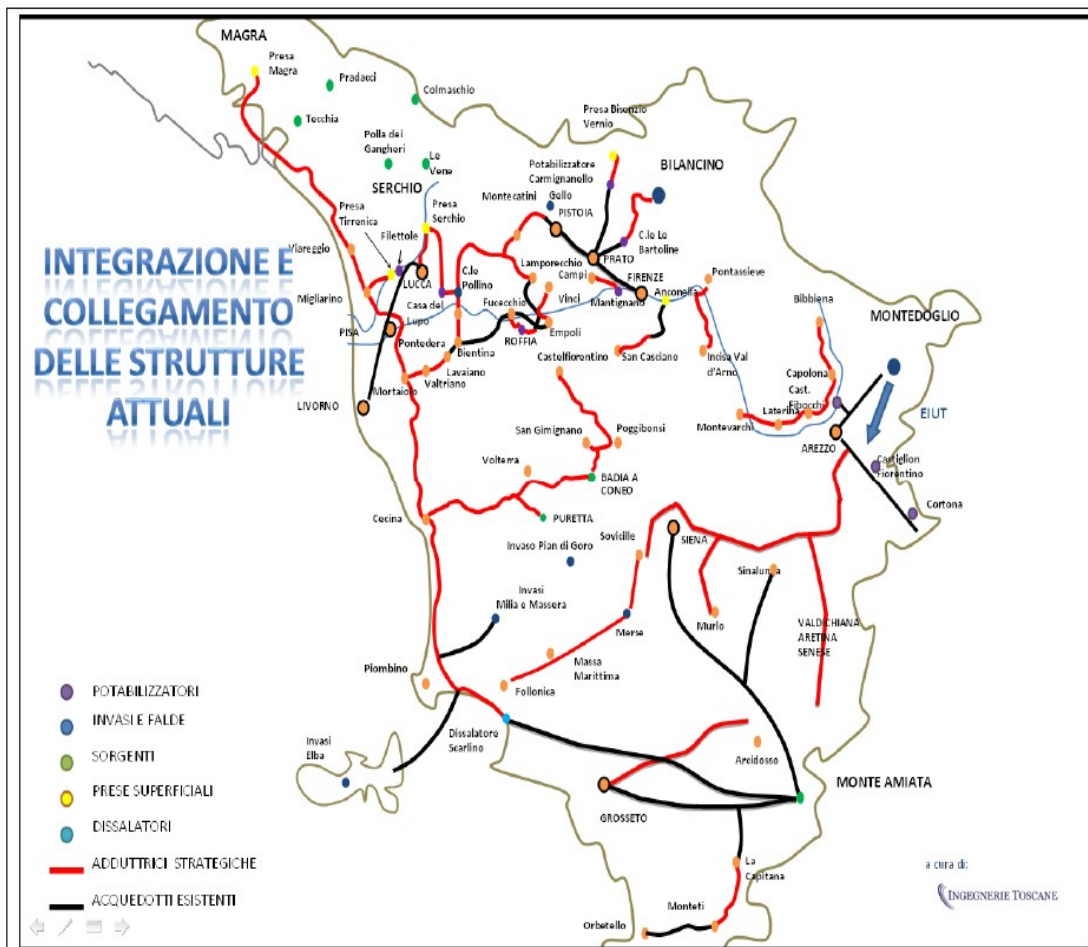 MAGRA
Presa
Magra
Pradacci
Colmaschio
Tecchia
Polla dei
Gangheri
Le
Vene
SERCHIO
Presa
Serchio
Presa
Tirrenica
Filettole
Viareggio
Migliarino
LUCCA
Casa del
Lupo
C.le
Pollino
PISA
Pontedera
Bientina
Lavaiano
Valtriano
Mortaiolo
LIVORNO
INTEGRAZIONE E
COLLEGAMENTO
DELLE STRUTTURE
ATTUALI
Presa Bisenzio
Vernio
Potabilizzatore
Carmignanello
Gello
Montecatini
PISTOIA
BILANCINO
C.le Le
Bartoline
PRATO
Lamporecchio
Campi
FIRENZE
Pontassieve
Fucecchio
Vinci
Mantignano
Anconella
ROFFIA
Empoli
Castelfiorentino
San Casciano
Incisa Val
d'Arno
Bibbiena
MONTEDOGLIO
Capolona
Cast.
Fibocchi
Laterina
Montevarchi
AREZZO
EIUT
Castiglion
Fiorentino
Cortona
San Gimignano
Poggibonsi
Volterra
BADIA A
CONEO
Cecina
PURETTA
Invaso Pian di Goro
Sovicille
SIENA
Sinalunga
Invasi
Milia e Massera
Merse
Murlo
VALDICHIANA
ARETINA
SENESE
Piombino
Massa
Marittima
Follonica
Dissalatore
Scarlino
Invasi
Elba
Arcidosso
MONTE AMIATA
GROSSETO
La
Capitana
Monteti
Orbetello
POTABILIZZATORI
INVASI E FALDE
SORGENTI
PRESE SUPERFICIALI
DISSALATORI
ADDUTTRICI STRATEGICHE
ACQUEDOTTI ESISTENTI
a cura di:
INGEGNERIE TOSCANE